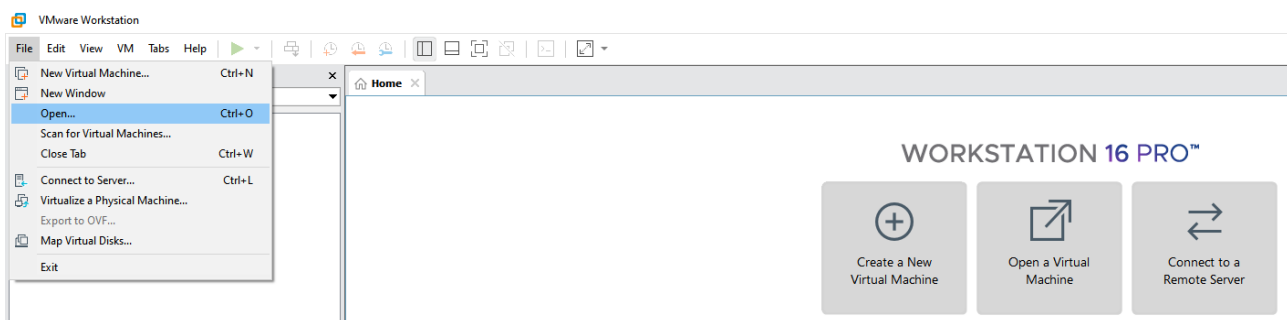 VMware Workstation
File Edit View VM Tabs Help
New Virtual Machine... Ctrl+N
New Window
Open... Ctrl+O
Scan for Virtual Machines...
Close Tab Ctrl+W
Connect to Server... Ctrl+L
Virtualize a Physical Machine...
Export to OVF...
Map Virtual Disks...
Exit
Home
WORKSTATION 16 PRO™
Create a New
Virtual Machine
Open a Virtual
Machine
Connect to a
Remote Server